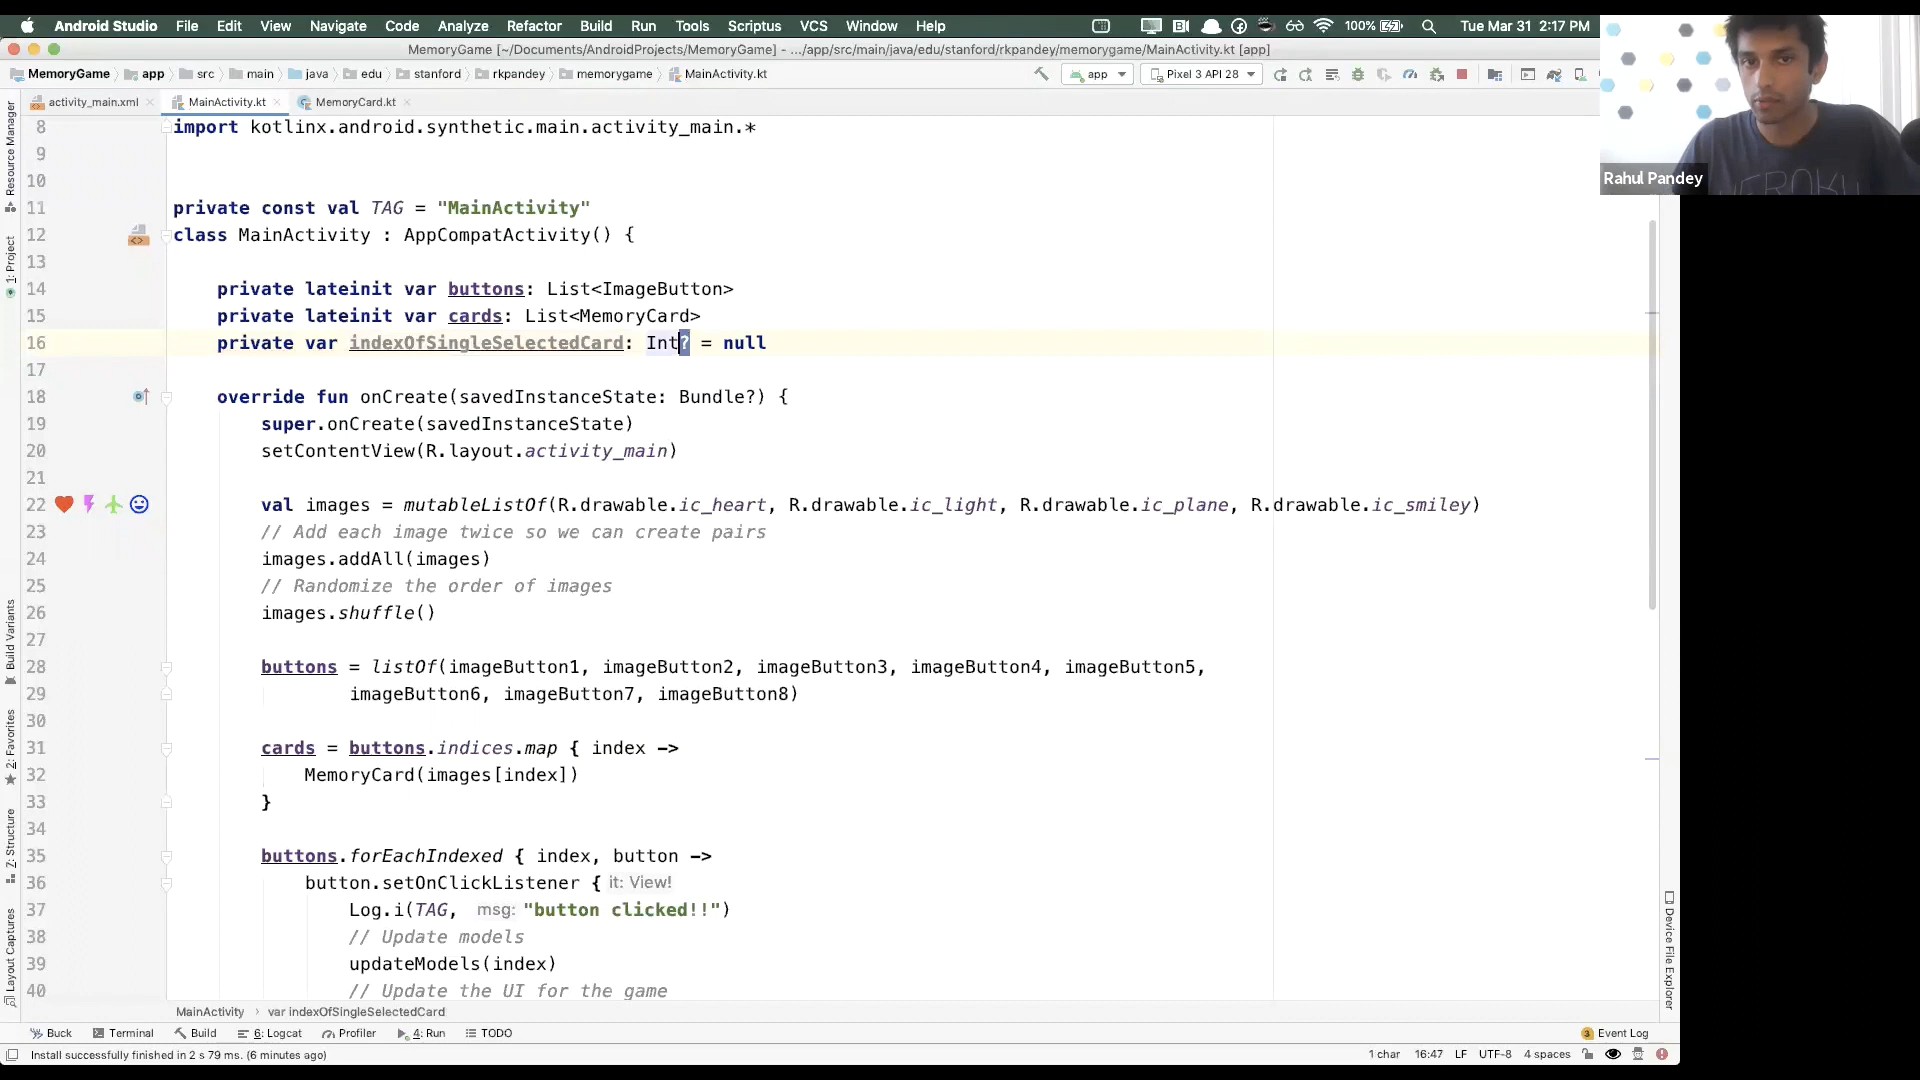 Android Studio File Edit View Navigate Code Analyze Refactor Build Run Tools Scriptus VCS Window Help 100% Tue Mar 31 2:17 PM
MemoryGame [~/Documents/AndroidProjects/MemoryGame] - .../app/src/main/java/edu/stanford/rkpandey/memorygame/MainActivity.kt [app]
MemoryGame app src main java edu stanford rkpandey memorygame MainActivity.kt app Pixel 3 API 28
activity_main.xml MainActivity.kt MemoryCard.kt
8 import kotlinx.android.synthetic.main.activity_main.*
9
10
11 private const val TAG = "MainActivity"
12 class MainActivity : AppCompatActivity() {
13
14 private lateinit var buttons: List<ImageButton>
15 private lateinit var cards: List<MemoryCard>
16 private var indexOfSingleSelectedCard: Int? = null
17
18 override fun onCreate(savedInstanceState: Bundle?) {
19 super.onCreate(savedInstanceState)
20 setContentView(R.layout.activity_main)
21
22 val images = mutableListOf(R.drawable.ic_heart, R.drawable.ic_light, R.drawable.ic_plane, R.drawable.ic_smiley)
23 // Add each image twice so we can create pairs
24 images.addAll(images)
25 // Randomize the order of images
26 images.shuffle()
27
28 buttons = listOf(imageButton1, imageButton2, imageButton3, imageButton4, imageButton5,
29 imageButton6, imageButton7, imageButton8)
30
31 cards = buttons.indices.map { index ->
32 MemoryCard(images[index])
33 }
34
35 buttons.forEachIndexed { index, button ->
36 button.setOnClickListener { it: View!
37 Log.i(TAG, msg: "button clicked!!")
38 // Update models
39 updateModels(index)
40 // Update the UI for the game
MainActivity var indexOfSingleSelectedCard
Buck Terminal Build 6: Logcat Profiler 4: Run TODO 3 Event Log
Install successfully finished in 2 s 79 ms. (6 minutes ago) 1 char 16:47 LF UTF-8 4 spaces
Resource Manager
1: Project
Build Variants
2: Favorites
Z: Structure
Layout Captures
Device File Explorer
Rahul Pandey
HEROKU